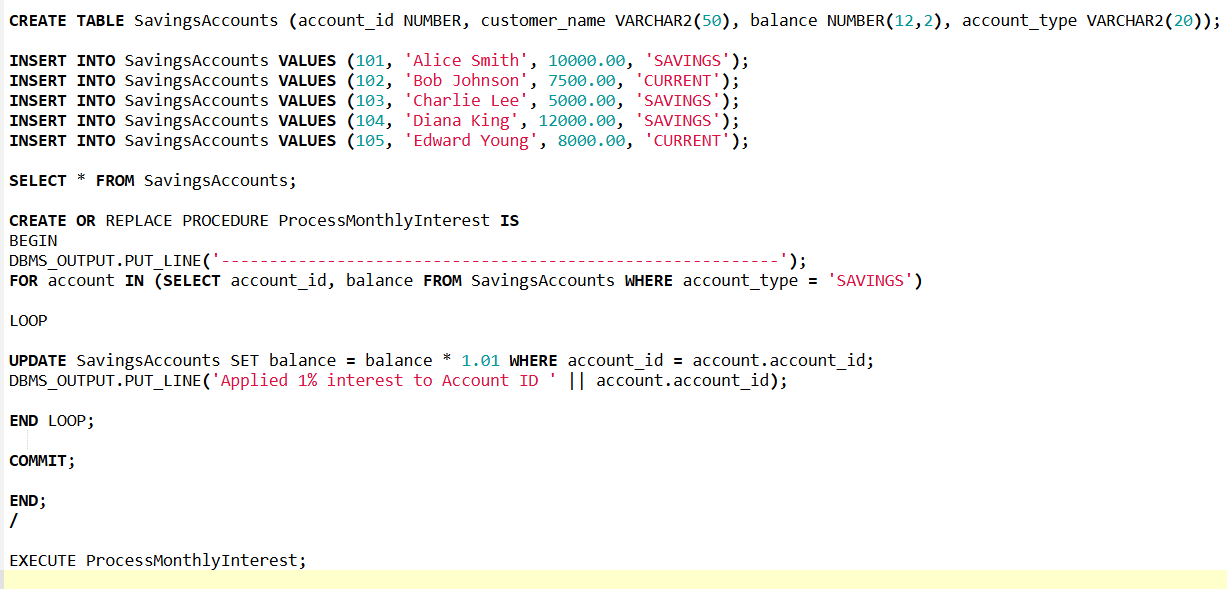 CREATE TABLE SavingsAccounts (account_id NUMBER, customer_name VARCHAR2(50), balance NUMBER(12,2), account_type VARCHAR2(20));
INSERT INTO SavingsAccounts VALUES (101, 'Alice Smith', 10000.00, 'SAVINGS');
INSERT INTO SavingsAccounts VALUES (102, 'Bob Johnson', 7500.00, 'CURRENT');
INSERT INTO SavingsAccounts VALUES (103, 'Charlie Lee', 5000.00, 'SAVINGS');
INSERT INTO SavingsAccounts VALUES (104, 'Diana King', 12000.00, 'SAVINGS');
INSERT INTO SavingsAccounts VALUES (105, 'Edward Young', 8000.00, 'CURRENT');
SELECT * FROM SavingsAccounts;
CREATE OR REPLACE PROCEDURE ProcessMonthlyInterest IS
BEGIN
DBMS_OUTPUT.PUT_LINE('----------------------------------------------------------');
FOR account IN (SELECT account_id, balance FROM SavingsAccounts WHERE account_type = 'SAVINGS')
LOOP
UPDATE SavingsAccounts SET balance = balance * 1.01 WHERE account_id = account.account_id;
DBMS_OUTPUT.PUT_LINE('Applied 1% interest to Account ID ' || account.account_id);
END LOOP;
COMMIT;
END;
/
EXECUTE ProcessMonthlyInterest;